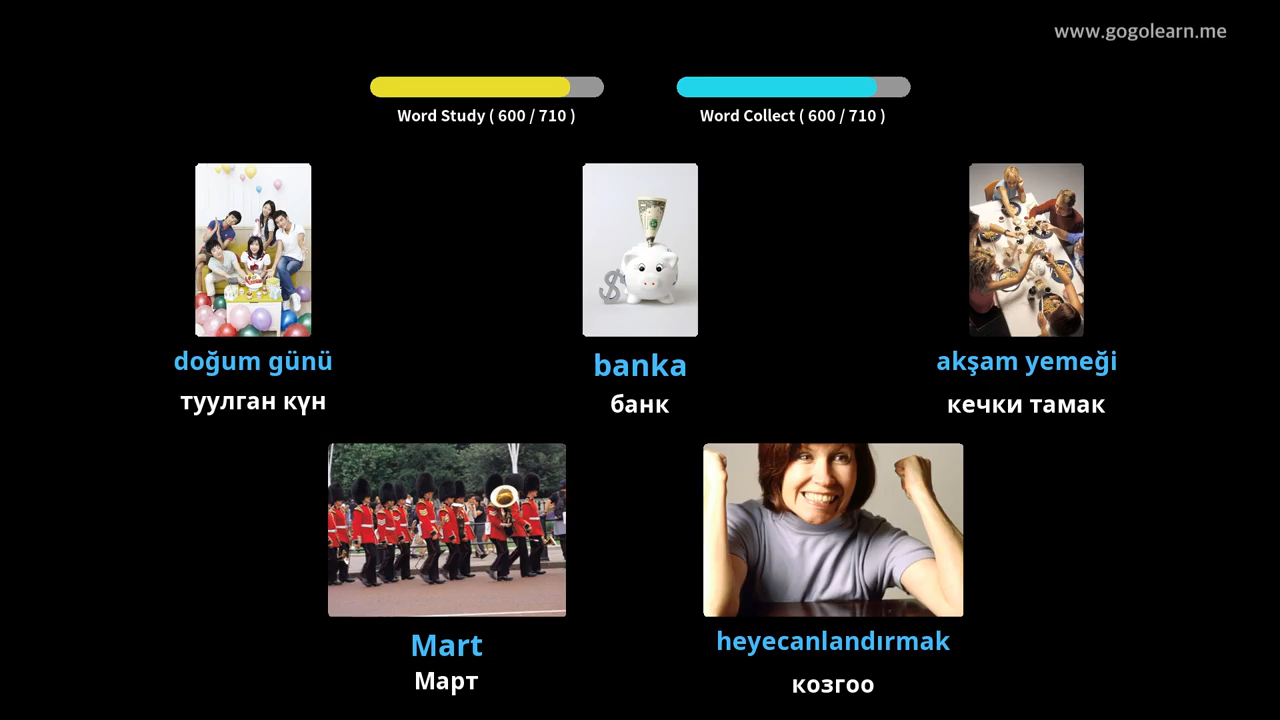 www.gogolearn.me
Word Study ( 600 / 710 )
Word Collect ( 600 / 710 )
doğum günü
туулган күн
banka
банк
akşam yemeği
кечки тамак
Mart
Март
heyecanlandırmak
козгоо